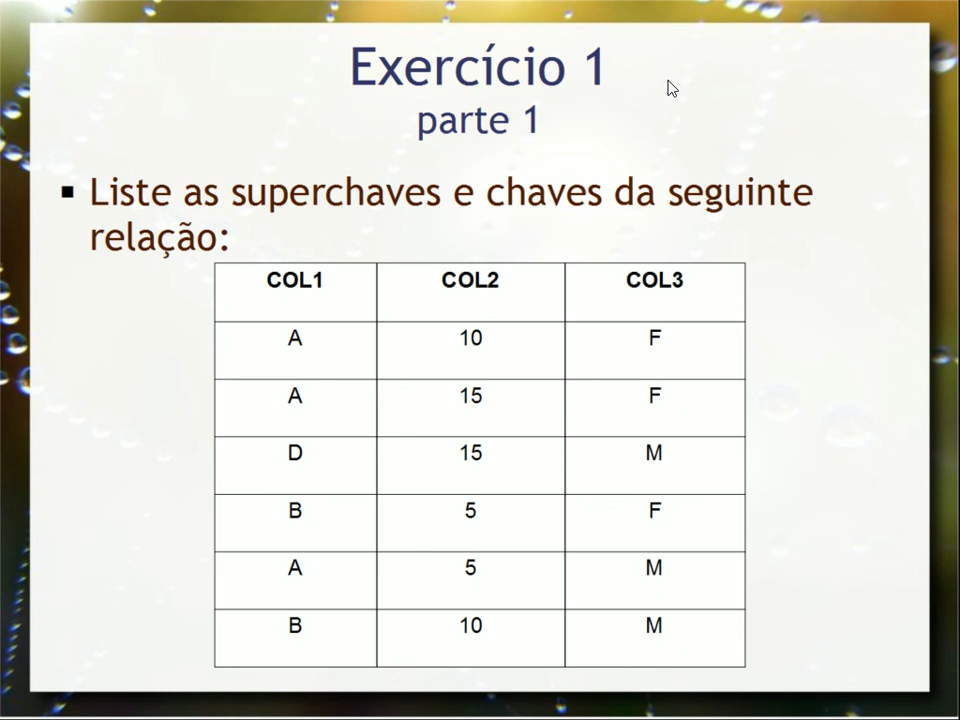 Exercício 1
parte 1
▪ Liste as superchaves e chaves da seguinte
relação:
COL1 COL2 COL3
A 10 F
A 15 F
D 15 M
B 5 F
A 5 M
B 10 M